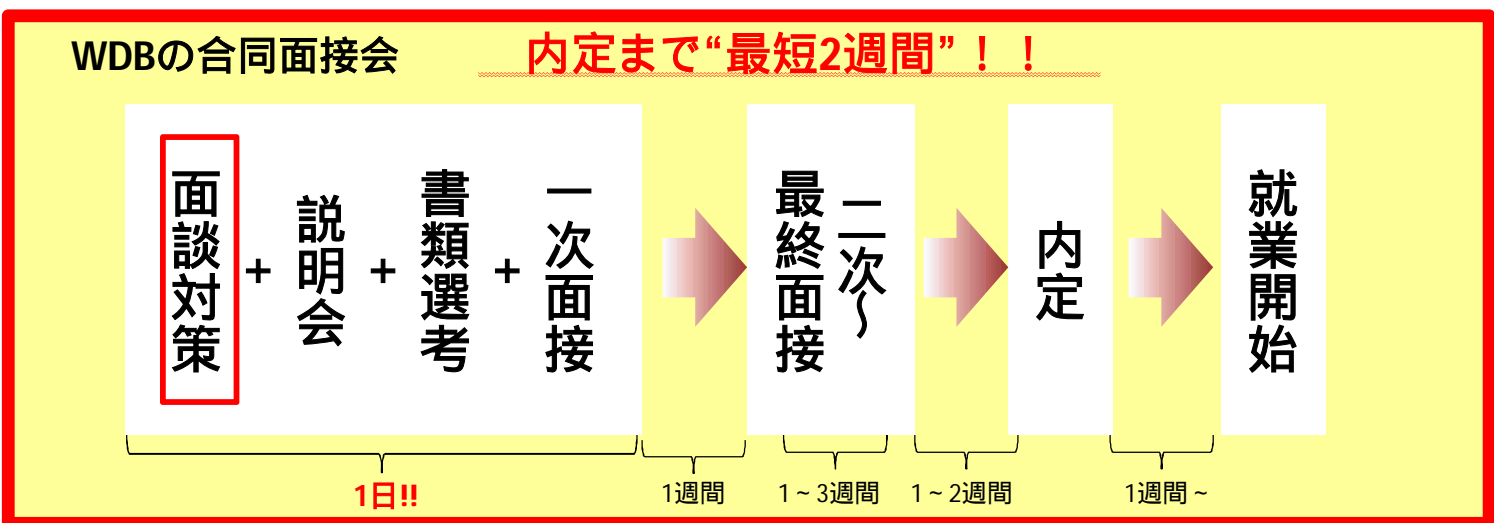 WDBの合同面接会
内定まで“最短2週間”！！
面談対策
+
説明会
+
書類選考
+
一次面接
二次～
最終面接
内定
就業開始
1日!!
1週間
1~3週間
1~2週間
1週間~